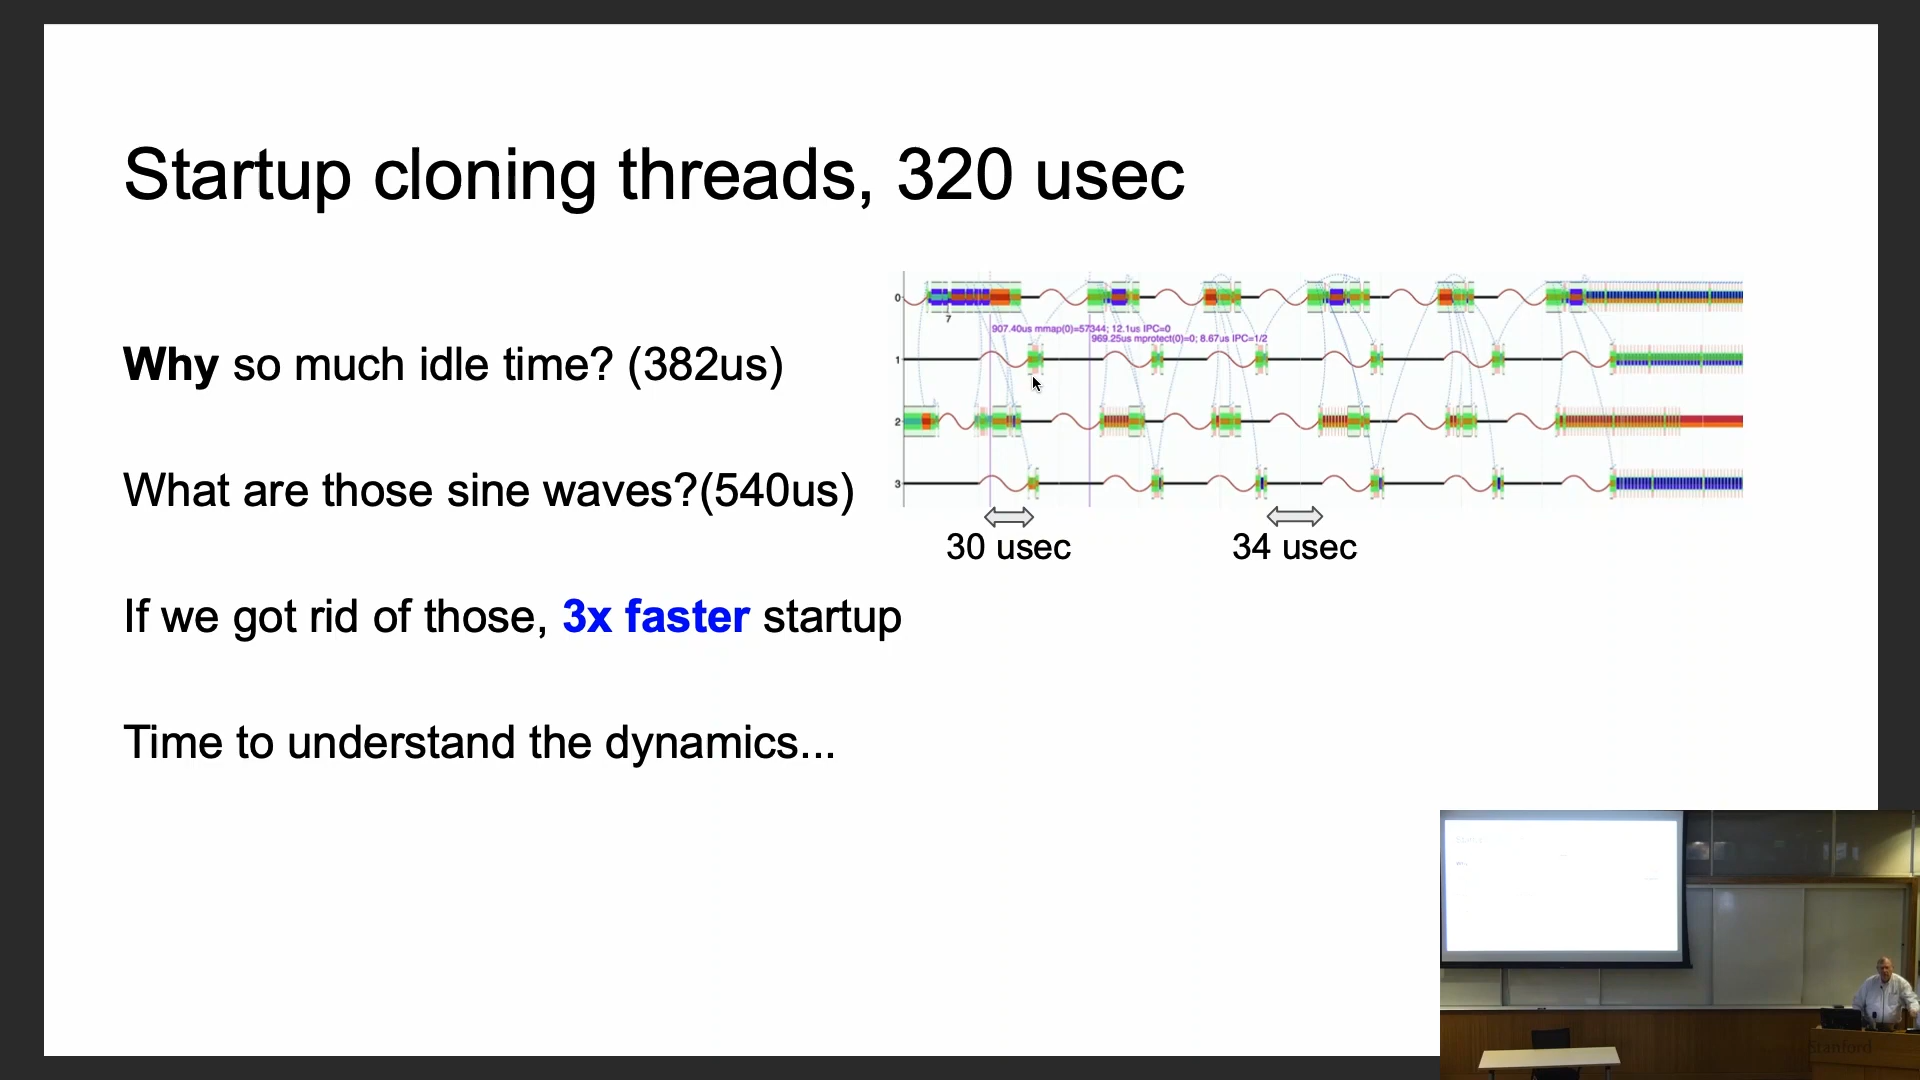 Startup cloning threads, 320 usec
Why so much idle time? (382us)
What are those sine waves?(540us)
If we got rid of those, 3x faster startup
Time to understand the dynamics...
0
7
907.40us mmap(0)=57344; 12.1us IPC=0
969.25us mprotect(0)=0; 8.67us IPC=1/2
1
2
3
30 usec
34 usec
Stanford